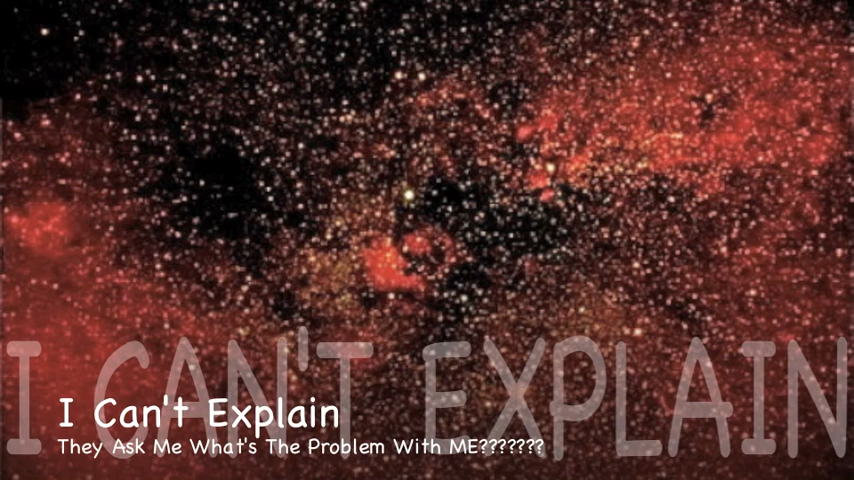 I CAN'T EXPLAIN
I Can't Explain
They Ask Me What's The Problem With ME???????